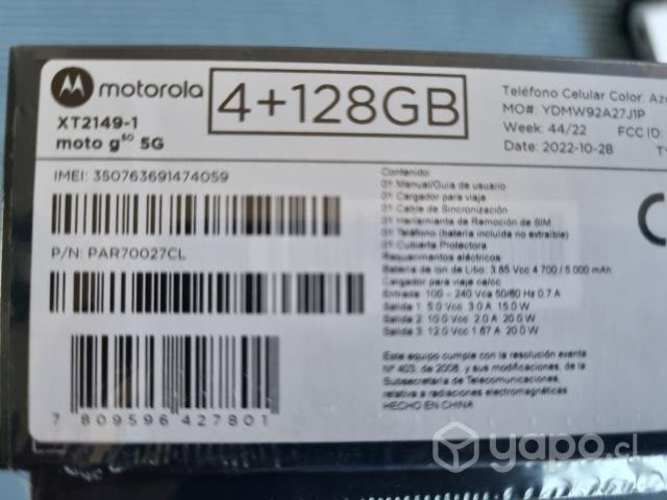 motorola
4+128GB
XT2149-1
moto g⁵⁰ 5G
Teléfono Celular Color: Az
MO#: YDMW92A27J1P
Week: 44/22 FCC ID
Date: 2022-10-28
IMEI: 350763691474059
P/N: PAR70027CL
7 809596 427801
Contenido:
01 Manual/Guía de usuario
01 Cargador para viaje
01 Cable de Sincronización
01 Herramienta de Remoción de SIM
01 Teléfono (batería incluida no extraíble)
01 Cubierta Protectora
Requerimientos eléctricos
Batería de ion de Litio: 3.85 Vcc 4 700 / 5 000 mAh
Cargador para viaje ca/cc
Entrada: 100 - 240 Vca 50/60 Hz 0.7 A
Salida 1: 5.0 Vcc 3.0 A 15.0 W
Salida 2: 10.0 Vcc 2.0 A 20.0 W
Salida 3: 12.0 Vcc 1.67 A 20.0 W
Este equipo cumple con la resolución exenta
N° 403, de 2008, y sus modificaciones, de la
Subsecretaría de Telecomunicaciones,
relativa a radiaciones electromagnéticas
HECHO EN CHINA
yapo.cl